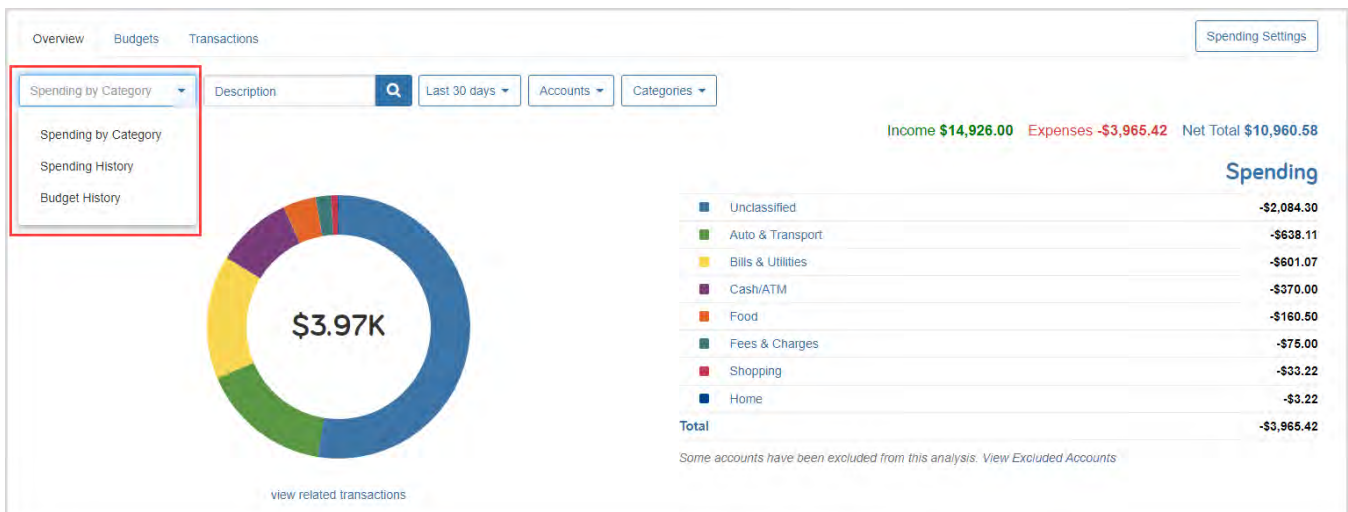 Overview Budgets Transactions Spending Settings
Spending by Category Description Last 30 days Accounts Categories
Spending by Category
Spending History
Budget History
Income $14,926.00 Expenses -$3,965.42 Net Total $10,960.58
Spending
Unclassified -$2,084.30
Auto & Transport -$638.11
Bills & Utilities -$601.07
Cash/ATM -$370.00
Food -$160.50
Fees & Charges -$75.00
Shopping -$33.22
Home -$3.22
Total -$3,965.42
$3.97K
Some accounts have been excluded from this analysis. View Excluded Accounts
view related transactions